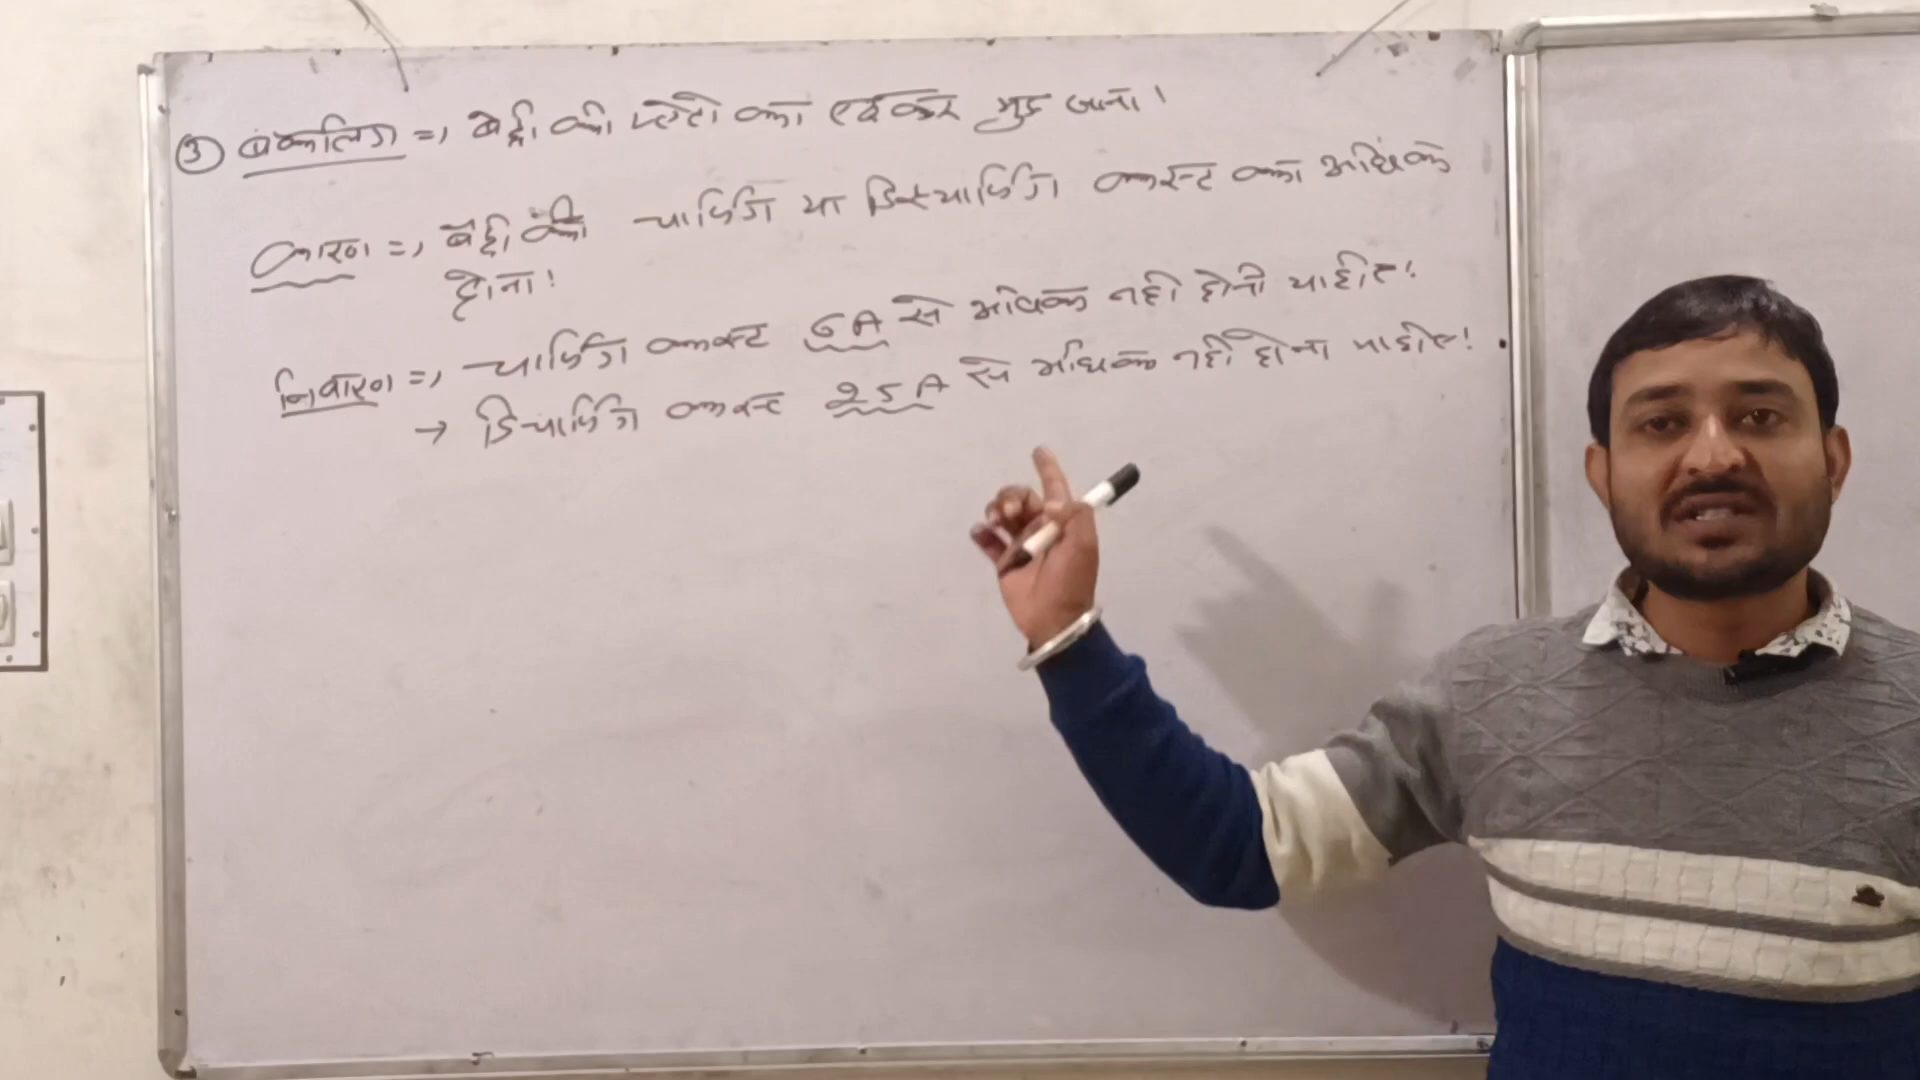 ③ बकलिंग =, बैट्री की प्लेटो का मुड जाना।
कारण =, बैट्री की चार्जिंग या डिस्चार्जिंग करन्ट का अधिक
होना!
निवारण =, चार्जिंग करन्ट 6A से अधिक नही होनी चाहीए!
→ डिचार्जिंग करन्ट 25A से अधिक नही होना चाहीए!